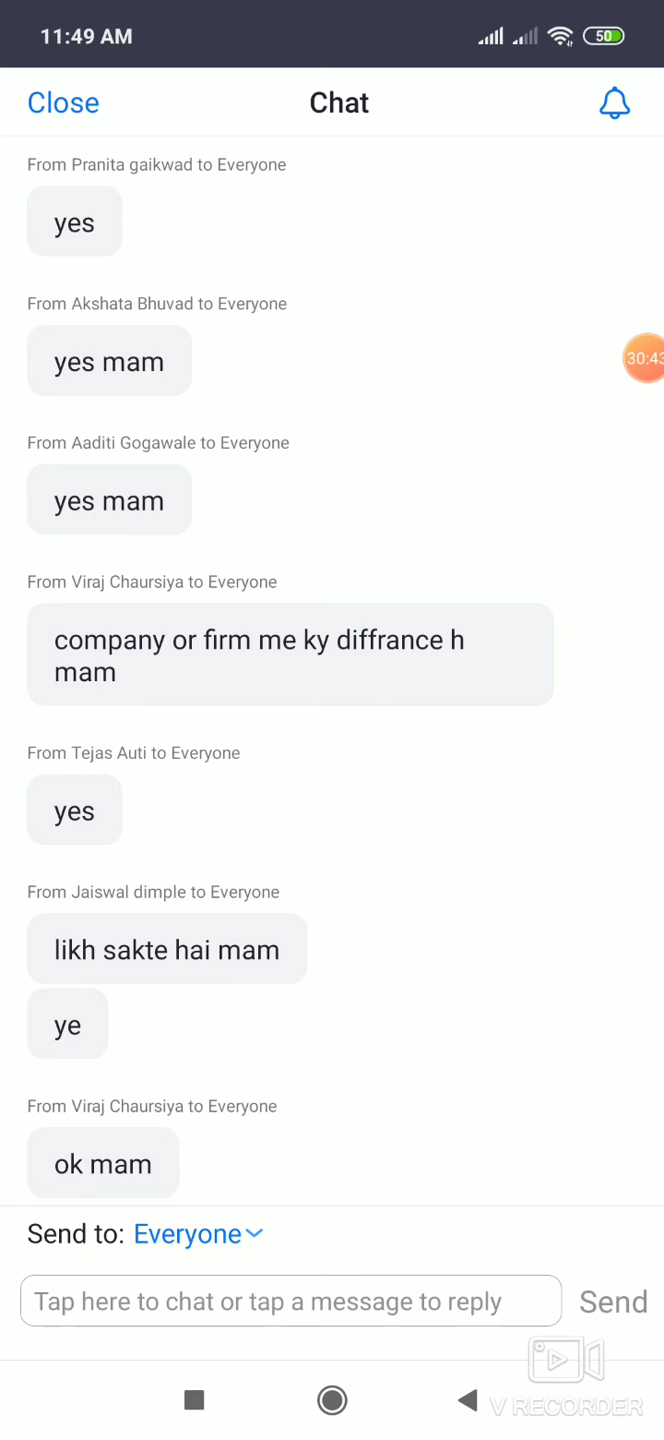 11:49 AM
50
Close
Chat
From Pranita gaikwad to Everyone
yes
From Akshata Bhuvad to Everyone
yes mam
30:43
From Aaditi Gogawale to Everyone
yes mam
From Viraj Chaursiya to Everyone
company or firm me ky diffrance h
mam
From Tejas Auti to Everyone
yes
From Jaiswal dimple to Everyone
likh sakte hai mam
ye
From Viraj Chaursiya to Everyone
ok mam
Send to: Everyone
Tap here to chat or tap a message to reply
Send
V RECORDER